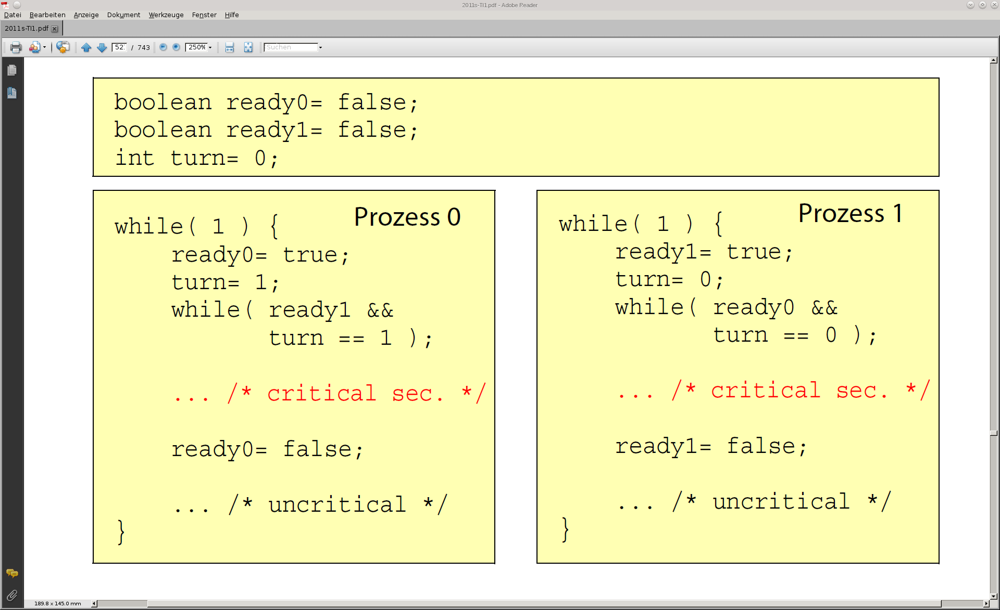 2011s-TI1.pdf - Adobe Reader
Datei Bearbeiten Anzeige Dokument Werkzeuge Fenster Hilfe
2011s-TI1.pdf
52 / 743 250% Suchen
boolean ready0= false;
boolean ready1= false;
int turn= 0;
Prozess 0
while( 1 ) {
ready0= true;
turn= 1;
while( ready1 &&
turn == 1 );
... /* critical sec. */
ready0= false;
... /* uncritical */
}
Prozess 1
while( 1 ) {
ready1= true;
turn= 0;
while( ready0 &&
turn == 0 );
... /* critical sec. */
ready1= false;
... /* uncritical */
}
189.8 x 145.0 mm